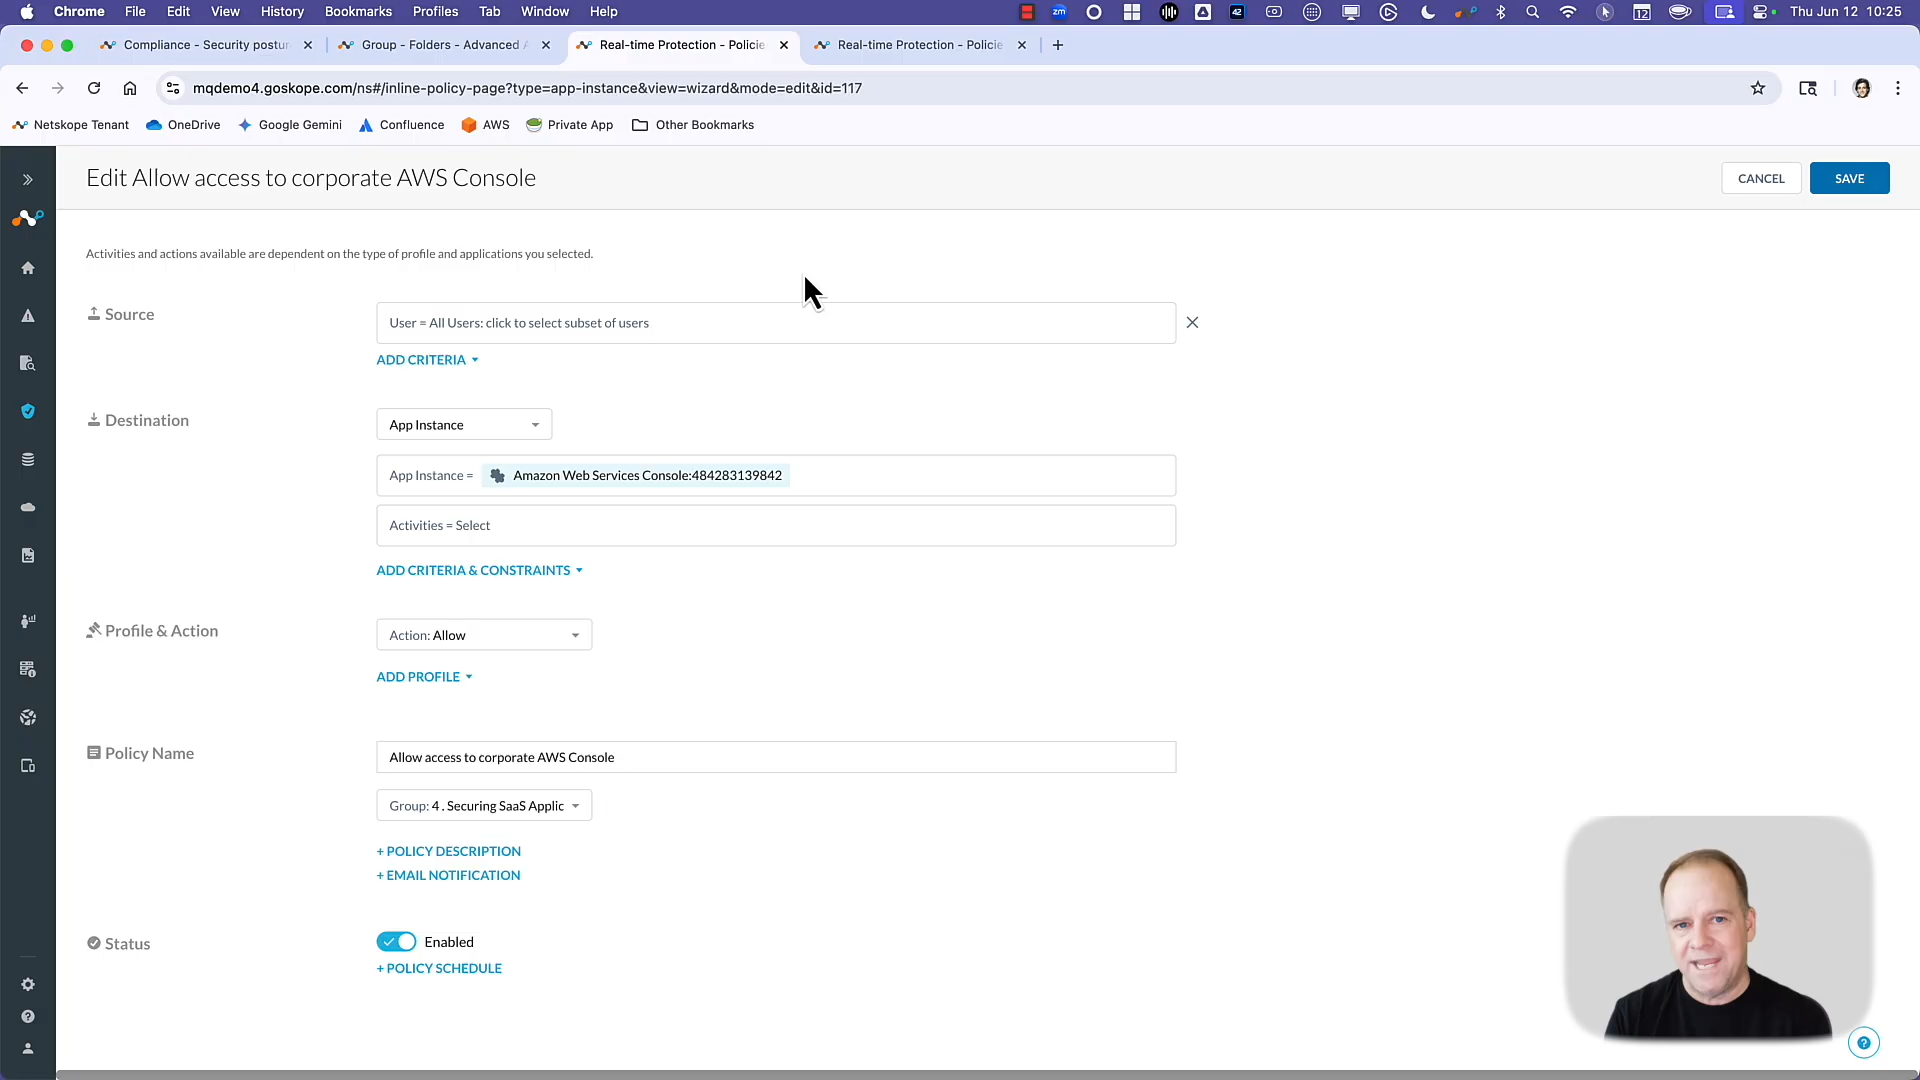 Chrome File Edit View History Bookmarks Profiles Tab Window Help zm 42 12 Thu Jun 12 10:25
Compliance - Security postur
Group - Folders - Advanced A
Real-time Protection - Policie
Real-time Protection - Policie
mqdemo4.goskope.com/ns#/inline-policy-page?type=app-instance&view=wizard&mode=edit&id=117
Netskope Tenant OneDrive Google Gemini Confluence AWS Private App Other Bookmarks
Edit Allow access to corporate AWS Console
CANCEL
SAVE
Activities and actions available are dependent on the type of profile and applications you selected.
Source
User = All Users: click to select subset of users
ADD CRITERIA
Destination
App Instance
App Instance = Amazon Web Services Console:484283139842
Activities = Select
ADD CRITERIA & CONSTRAINTS
Profile & Action
Action: Allow
ADD PROFILE
Policy Name
Allow access to corporate AWS Console
Group: 4 . Securing SaaS Applic
+ POLICY DESCRIPTION
+ EMAIL NOTIFICATION
Status
Enabled
+ POLICY SCHEDULE